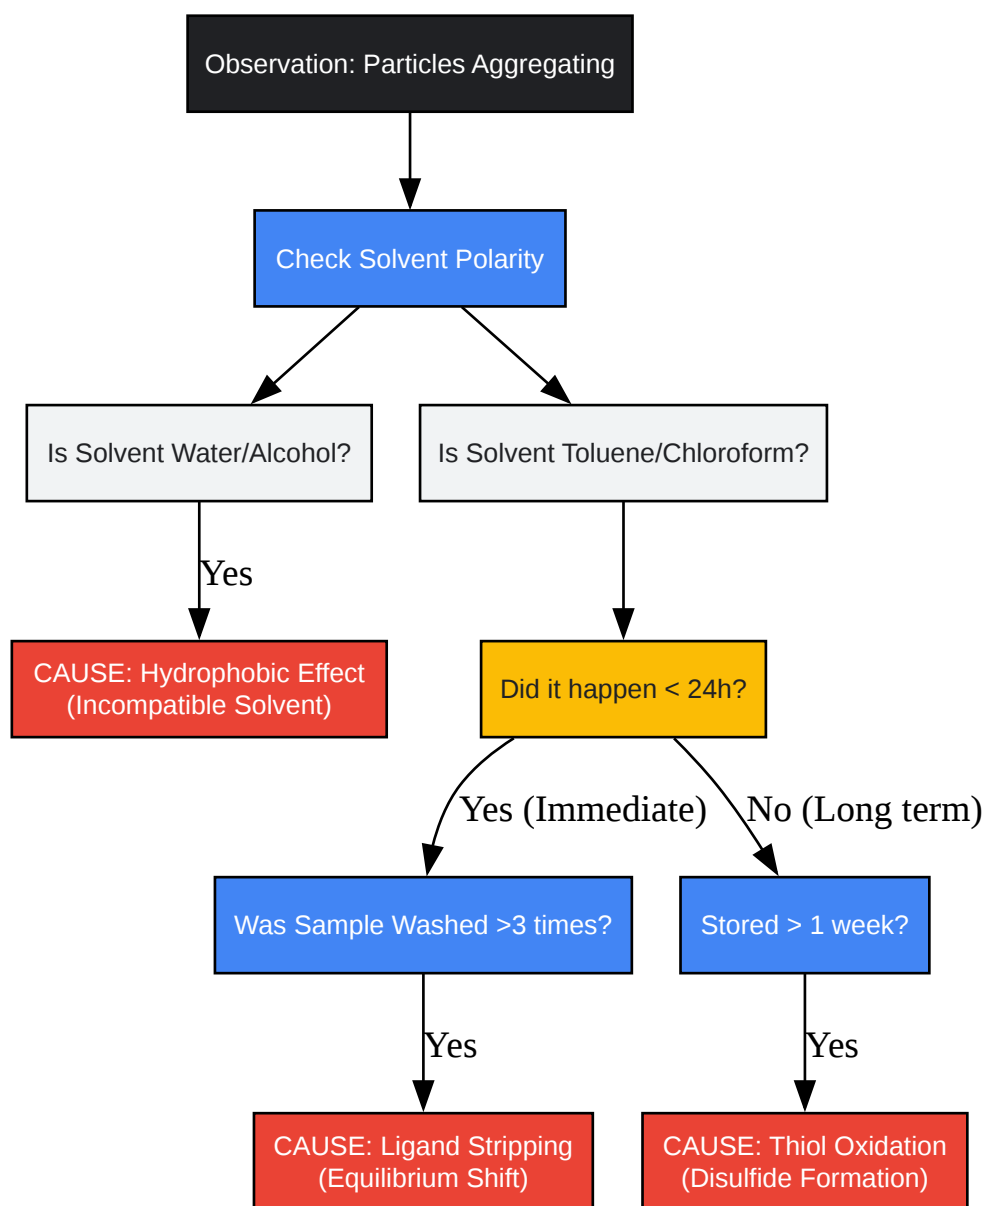 Observation: Particles Aggregating
Check Solvent Polarity
Is Solvent Water/Alcohol?
Is Solvent Toluene/Chloroform?
Yes
CAUSE: Hydrophobic Effect
(Incompatible Solvent)
Did it happen < 24h?
Yes (Immediate)
No (Long term)
Was Sample Washed >3 times?
Stored > 1 week?
Yes
Yes
CAUSE: Ligand Stripping
(Equilibrium Shift)
CAUSE: Thiol Oxidation
(Disulfide Formation)